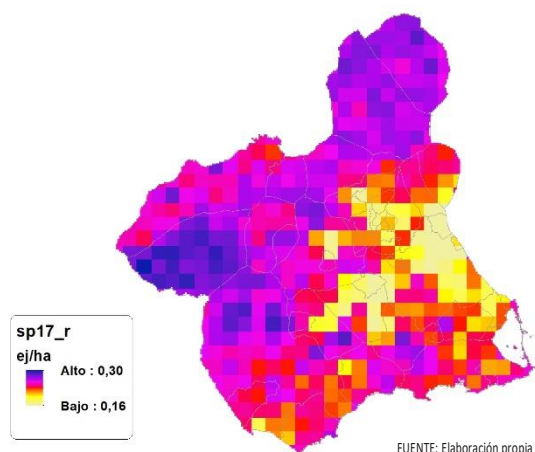 sp17_r
ej/ha
Alto : 0,30
Bajo : 0,16
FUENTE: Elaboración propia